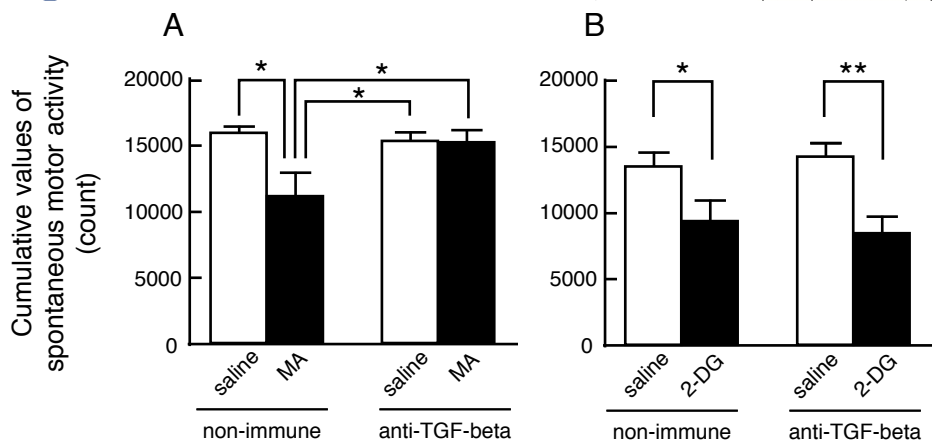 A
B
Cumulative values of
spontaneous motor activity
(count)
20000
15000
10000
5000
0
*
*
*
saline
MA
saline
MA
non-immune
anti-TGF-beta
20000
15000
10000
5000
0
*
**
saline
2-DG
saline
2-DG
non-immune
anti-TGF-beta